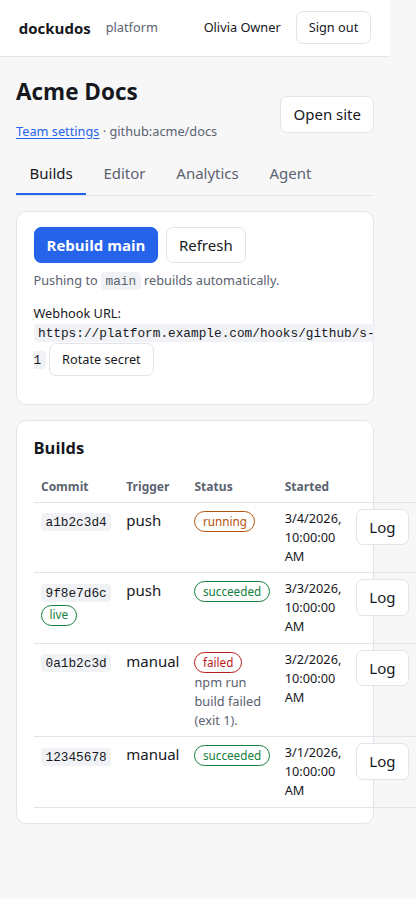 dockudos platform Olivia Owner Sign out
Acme Docs
Open site
Team settings · github:acme/docs
Builds Editor Analytics Agent
Rebuild main Refresh
Pushing to main rebuilds automatically.
Webhook URL:
https://platform.example.com/hooks/github/s-
1 Rotate secret
Builds
Commit Trigger Status Started
a1b2c3d4 push running 3/4/2026, Log
10:00:00
AM
9f8e7d6c push succeeded 3/3/2026, Log
live 10:00:00
AM
0a1b2c3d manual failed 3/2/2026, Log
npm run 10:00:00
build failed AM
(exit 1).
12345678 manual succeeded 3/1/2026, Log
10:00:00
AM